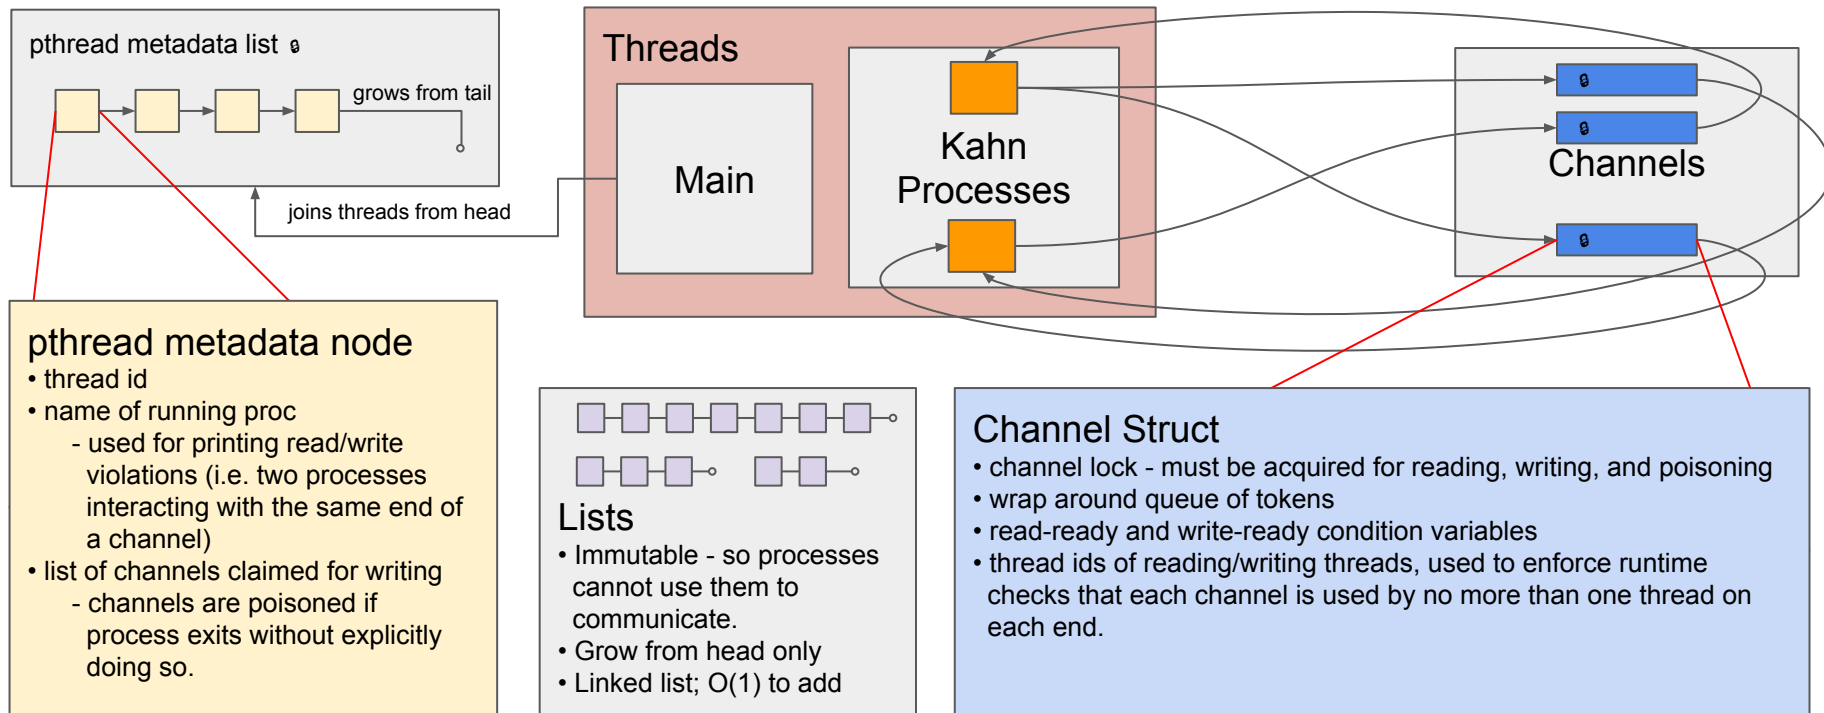 pthread metadata list
grows from tail
joins threads from head
Threads
Main
Kahn
Processes
Channels
pthread metadata node
• thread id
• name of running proc
- used for printing read/write
violations (i.e. two processes
interacting with the same end of
a channel)
• list of channels claimed for writing
- channels are poisoned if
process exits without explicitly
doing so.
Lists
• Immutable - so processes
cannot use them to
communicate.
• Grow from head only
• Linked list; O(1) to add
Channel Struct
• channel lock - must be acquired for reading, writing, and poisoning
• wrap around queue of tokens
• read-ready and write-ready condition variables
• thread ids of reading/writing threads, used to enforce runtime
checks that each channel is used by no more than one thread on
each end.